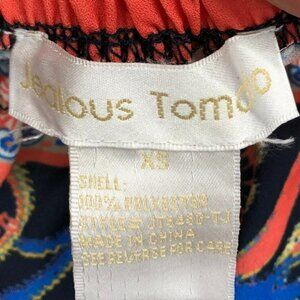 Jealous Tomato
XS
SHELL:
100% POLYESTER
MADE IN CHINA
SEE REVERSE FOR CARE